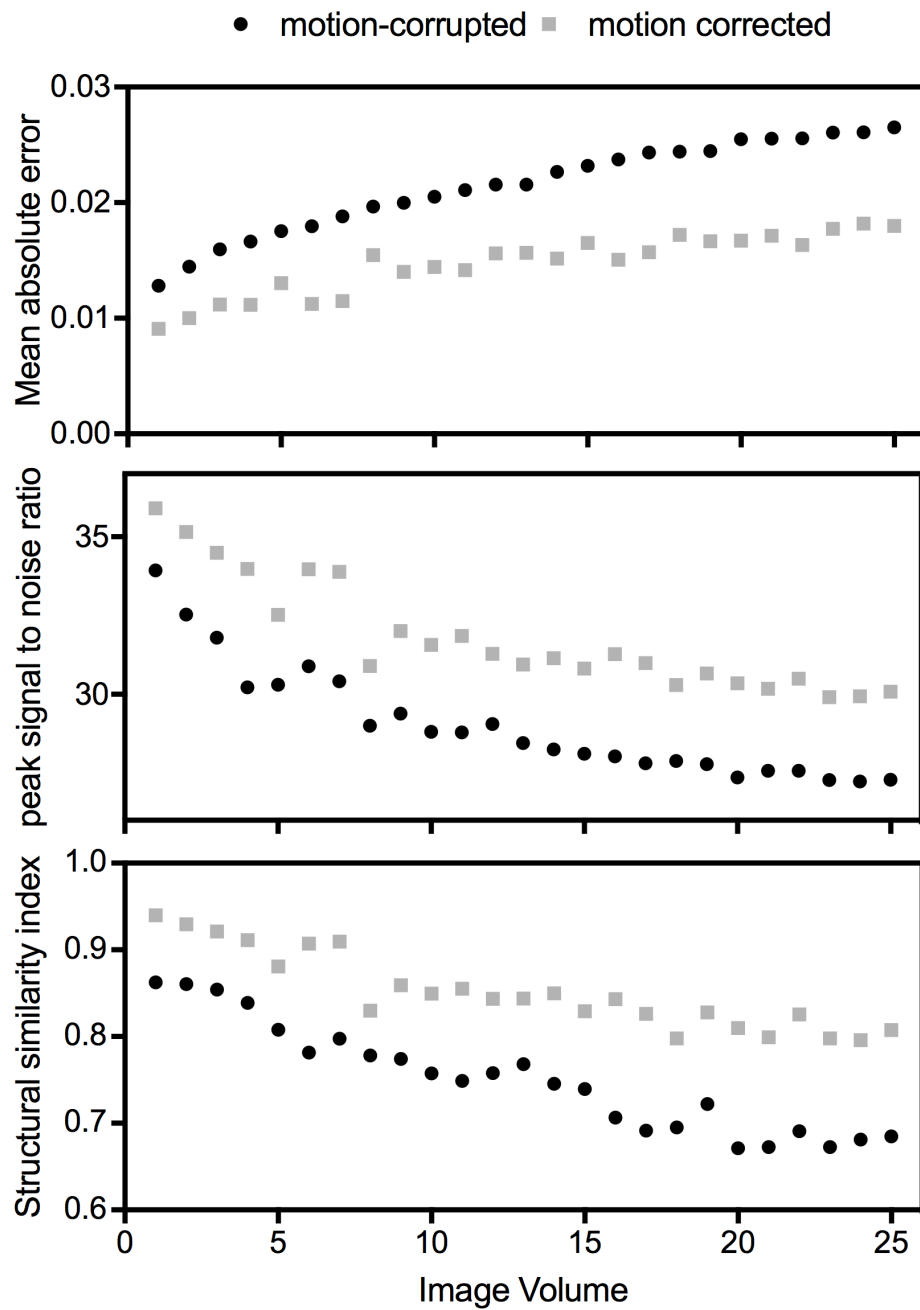 motion-corrupted motion corrected
Mean absolute error
0.03
0.02
0.01
0.00
peak signal to noise ratio
35
30
Structural similarity index
1.0
0.9
0.8
0.7
0.6
0 5 10 15 20 25
Image Volume